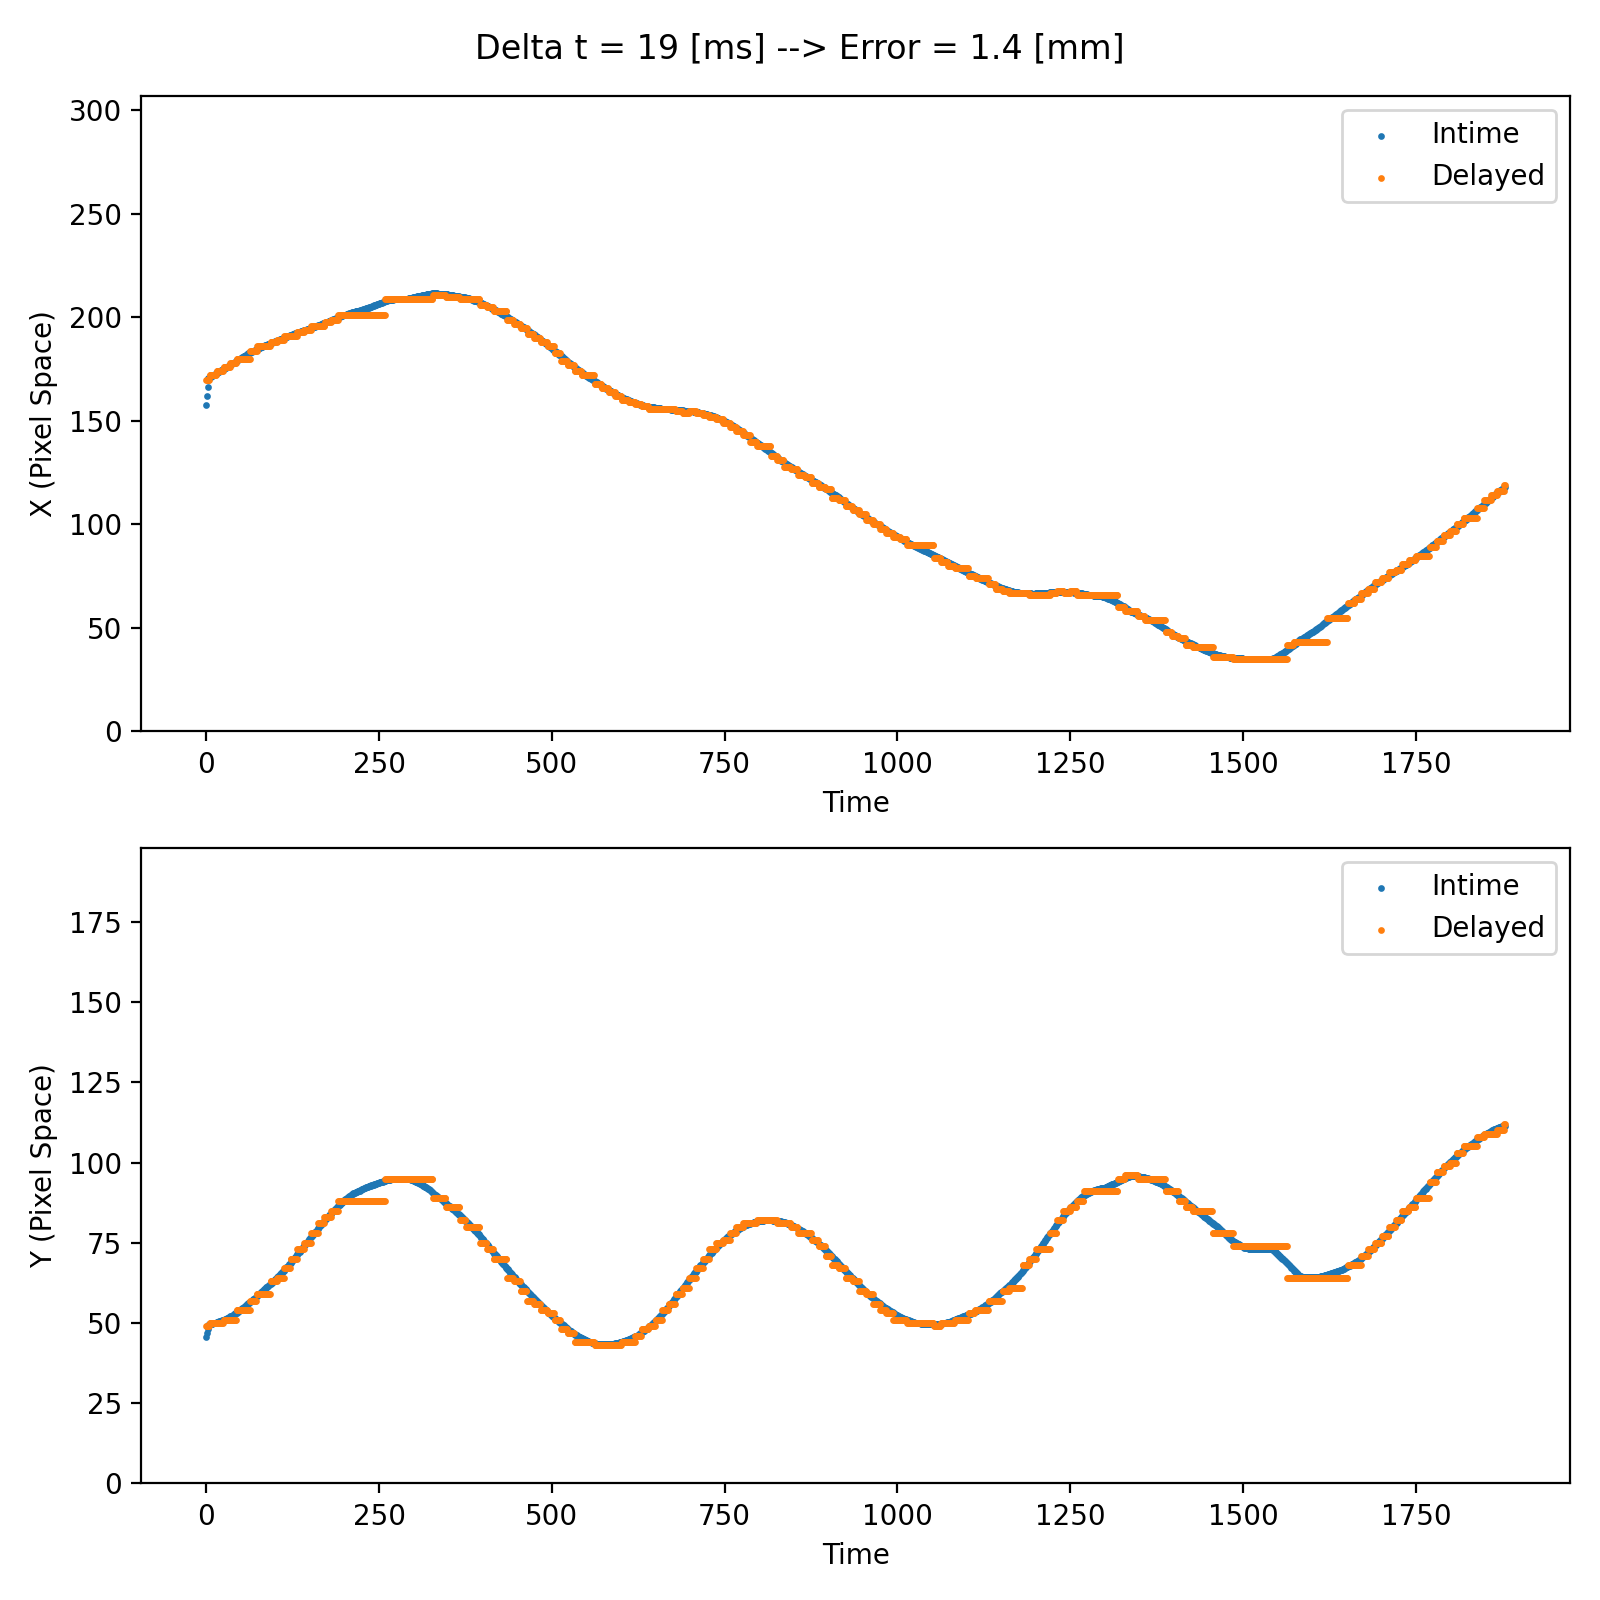 Delta t = 19 [ms] --> Error = 1.4 [mm]
300
250
200
150
100
50
0
X (Pixel Space)
Intime
Delayed
0 250 500 750 1000 1250 1500 1750
Time
175
150
125
100
75
50
25
0
Y (Pixel Space)
Intime
Delayed
0 250 500 750 1000 1250 1500 1750
Time